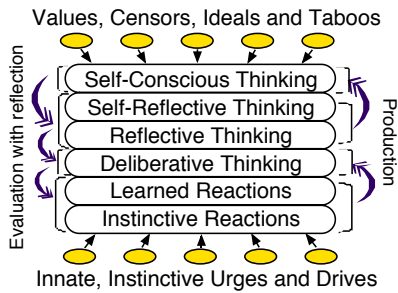 Values, Censors, Ideals and Taboos
Self-Conscious Thinking
Self-Reflective Thinking
Reflective Thinking
Deliberative Thinking
Learned Reactions
Instinctive Reactions
Innate, Instinctive Urges and Drives
Evaluation with reflection
Production